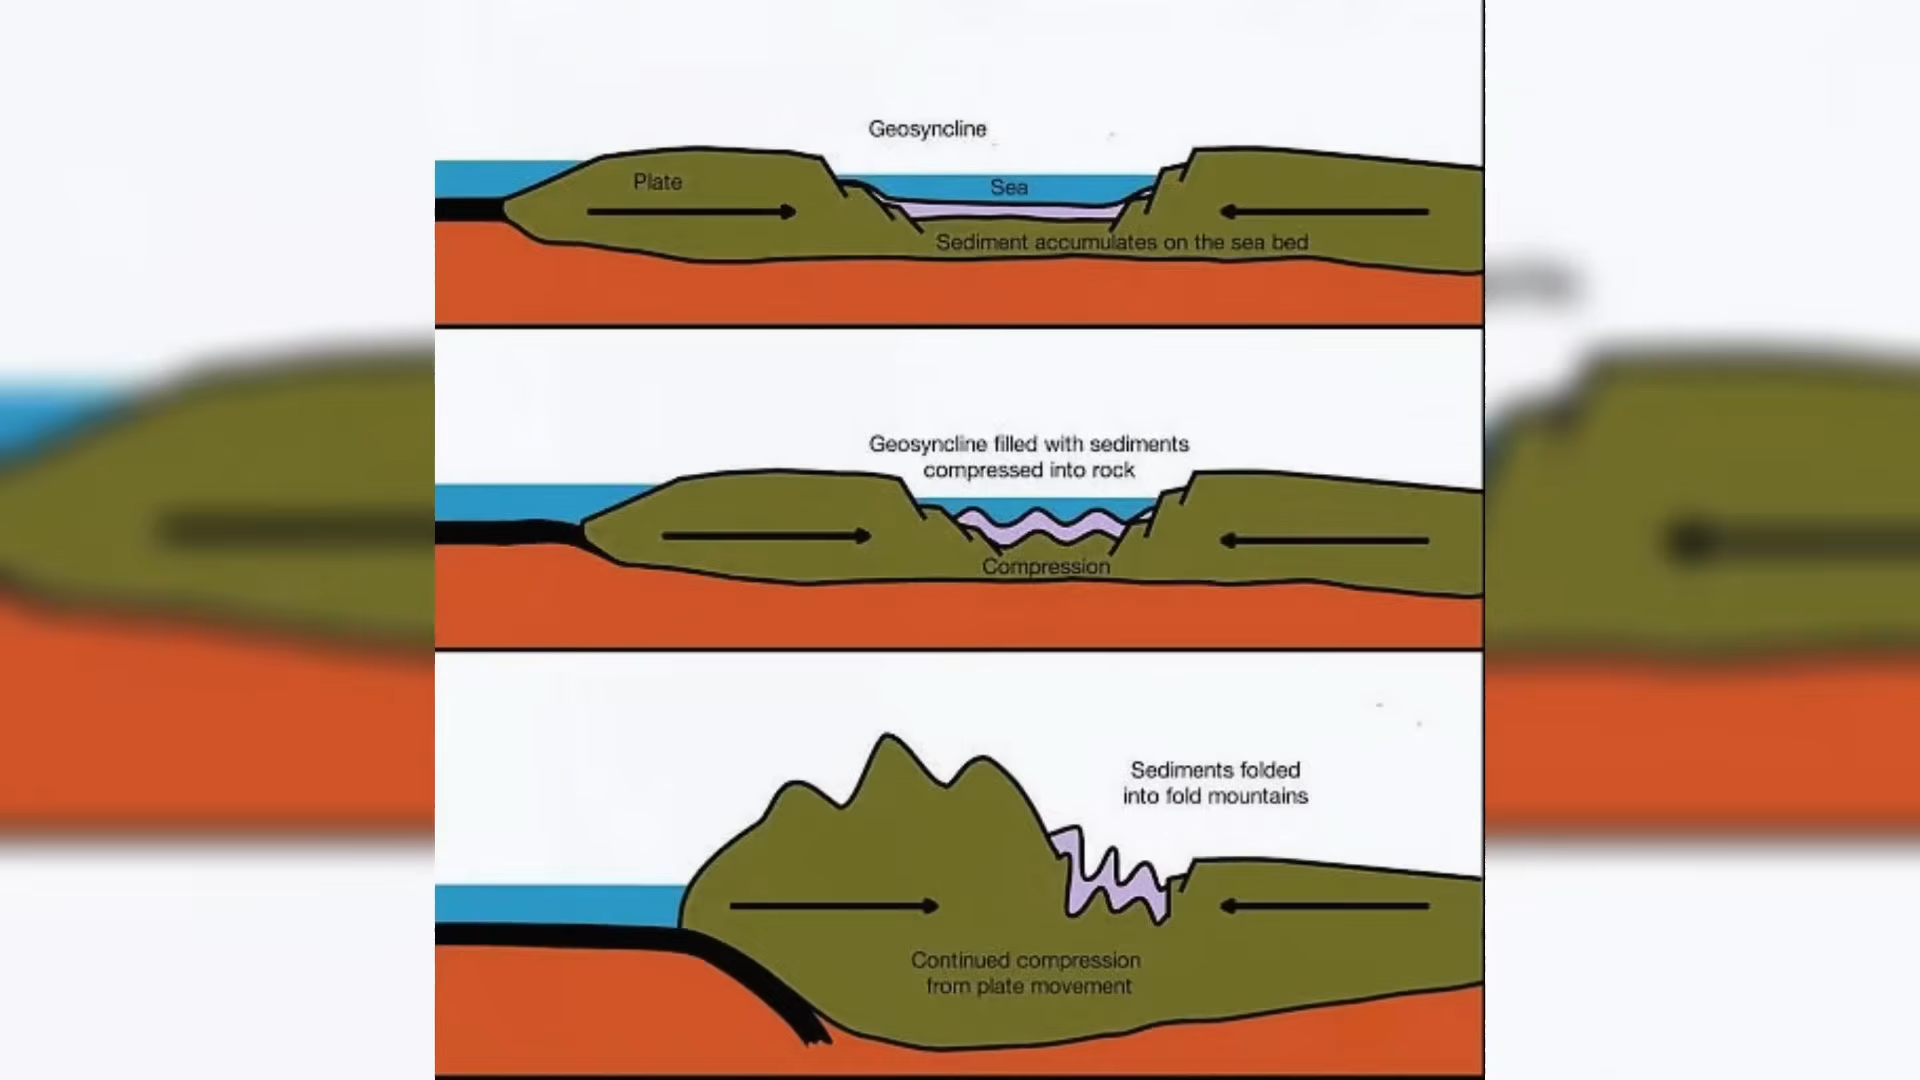 Geosyncline
Plate
Sea
Sediment accumulates on the sea bed
Geosyncline filled with sediments
compressed into rock
Compression
Sediments folded
into fold mountains
Continued compression
from plate movement